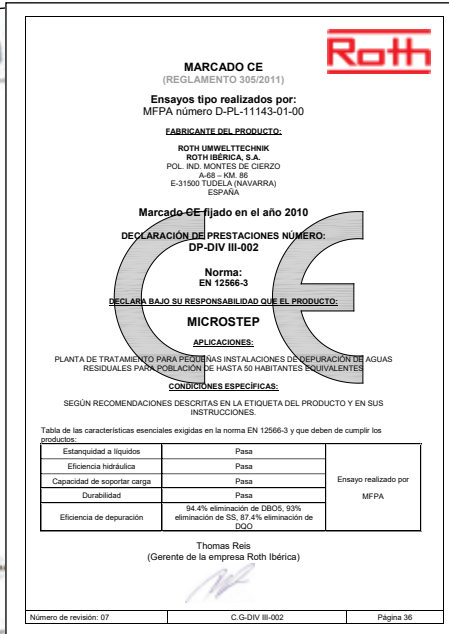 Roth
MARCADO CE
(REGLAMENTO 305/2011)
Ensayos tipo realizados por:
MFPA número D-PL-11143-01-00
FABRICANTE DEL PRODUCTO:
ROTH UMWELTTECHNIK
ROTH IBÉRICA, S.A.
POL. IND. MONTES DE CIERZO
A-68 – KM. 86
E-31500 TUDELA (NAVARRA)
ESPAÑA
Marcado CE fijado en el año 2010
DECLARACIÓN DE PRESTACIONES NÚMERO:
DP-DIV III-002
Norma:
EN 12566-3
DECLARA BAJO SU RESPONSABILIDAD QUE EL PRODUCTO:
MICROSTEP
APLICACIONES:
PLANTA DE TRATAMIENTO PARA PEQUEÑAS INSTALACIONES DE DEPURACIÓN DE AGUAS
RESIDUALES PARA POBLACIÓN DE HASTA 50 HABITANTES EQUIVALENTES
CONDICIONES ESPECÍFICAS:
SEGÚN RECOMENDACIONES DESCRITAS EN LA ETIQUETA DEL PRODUCTO Y EN SUS
INSTRUCCIONES.
Tabla de las características esenciales exigidas en la norma EN 12566-3 y que deben de cumplir los
productos:
Estanquidad a líquidos Pasa
Eficiencia hidráulica Pasa
Capacidad de soportar carga Pasa
Durabilidad Pasa
Eficiencia de depuración 94.4% eliminación de DBO5, 93%
eliminación de SS, 87.4% eliminación de
DQO
Ensayo realizado por
MFPA
Thomas Reis
(Gerente de la empresa Roth Ibérica)
Número de revisión: 07 C.G-DIV III-002 Página 36